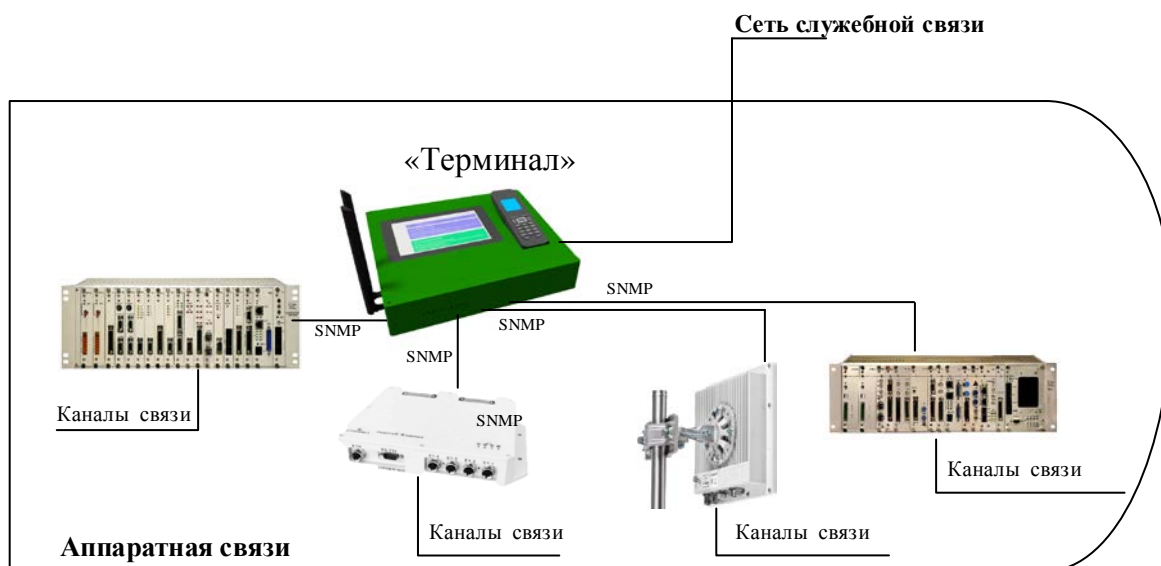 Сеть служебной связи
«Терминал»
SNMP
SNMP
SNMP
SNMP
SNMP
Каналы связи
Каналы связи
Каналы связи
Каналы связи
Аппаратная связи